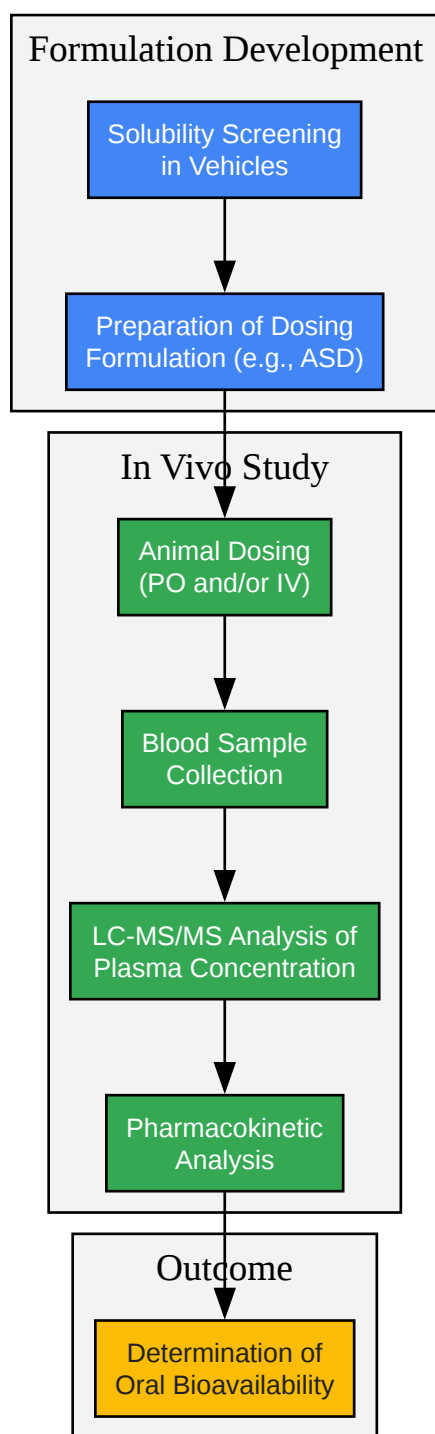 Formulation Development
Solubility Screening
in Vehicles
Preparation of Dosing
Formulation (e.g., ASD)
In Vivo Study
Animal Dosing
(PO and/or IV)
Blood Sample
Collection
LC-MS/MS Analysis of
Plasma Concentration
Pharmacokinetic
Analysis
Outcome
Determination of
Oral Bioavailability